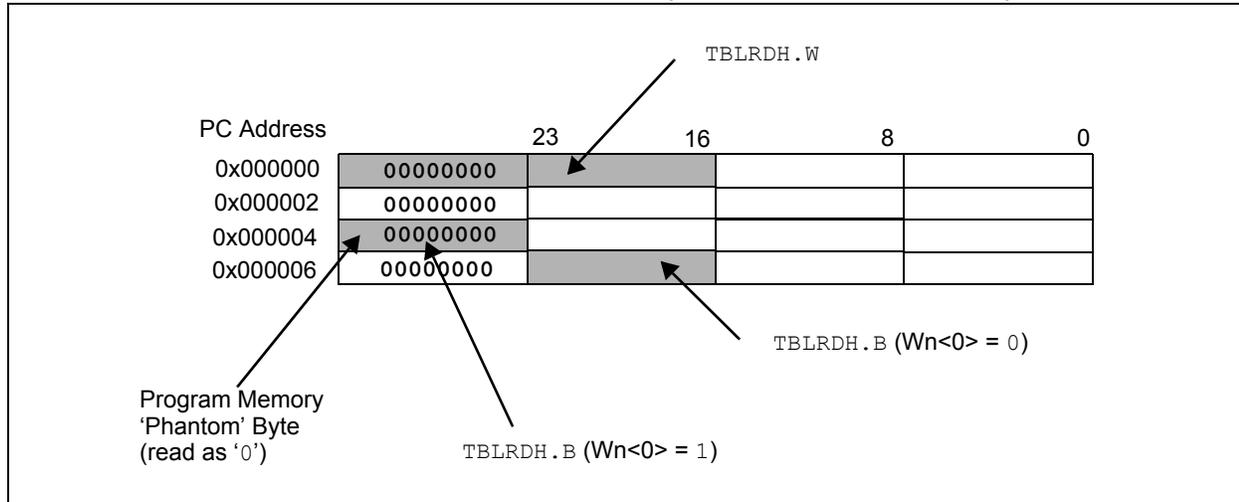 TBLRDH.W
PC Address
23 16 8 0
0x000000 00000000
0x000002 00000000
0x000004 00000000
0x000006 00000000
TBLRDH.B (Wn<0> = 0)
Program Memory
‘Phantom’ Byte
(read as ‘0’)
TBLRDH.B (Wn<0> = 1)